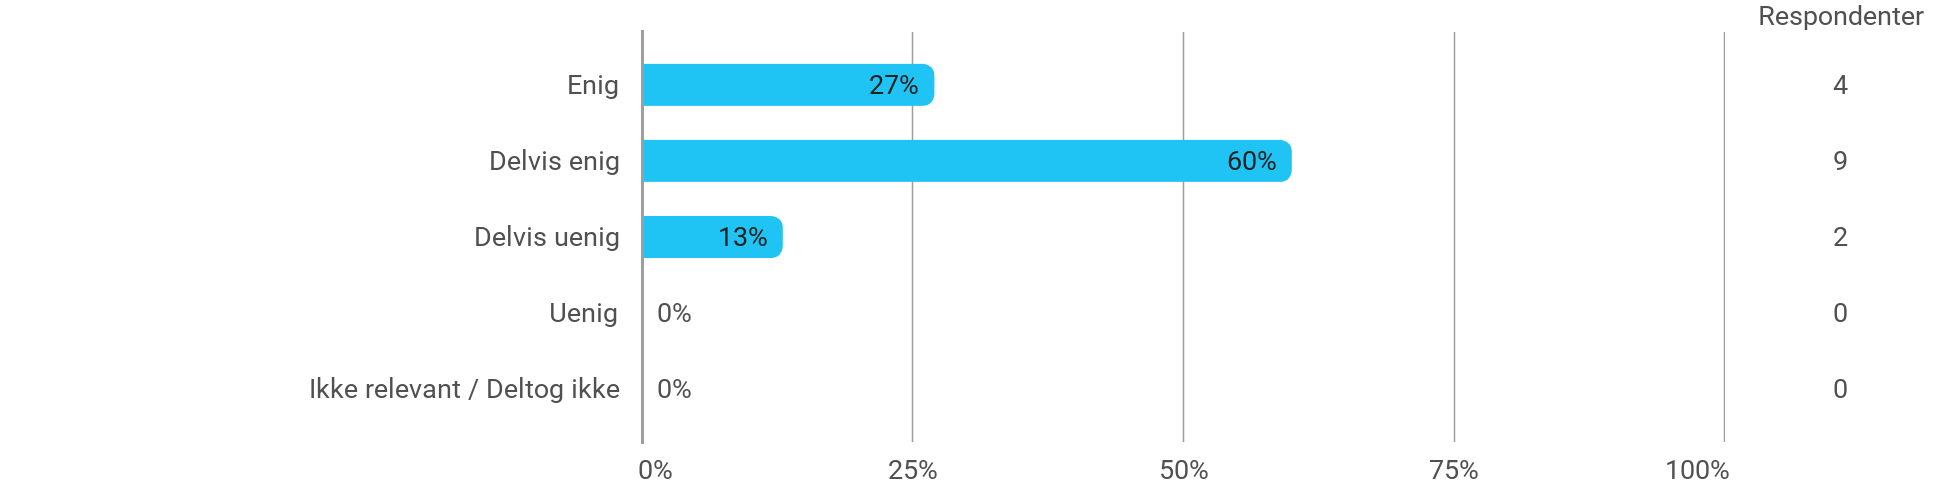 Respondenter
Enig 27% 4
Delvis enig 60% 9
Delvis uenig 13% 2
Uenig 0% 0
Ikke relevant / Deltog ikke 0% 0
0% 25% 50% 75% 100%